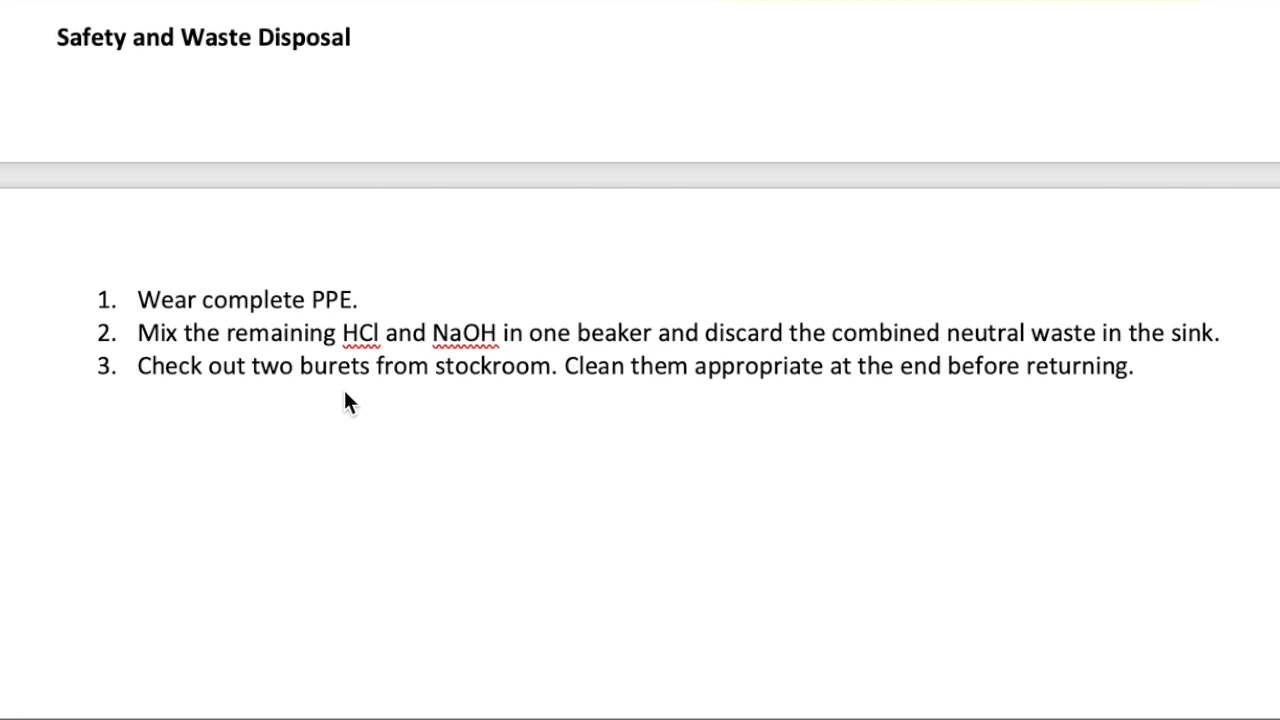 Safety and Waste Disposal
1. Wear complete PPE.
2. Mix the remaining HCl and NaOH in one beaker and discard the combined neutral waste in the sink.
3. Check out two burets from stockroom. Clean them appropriate at the end before returning.